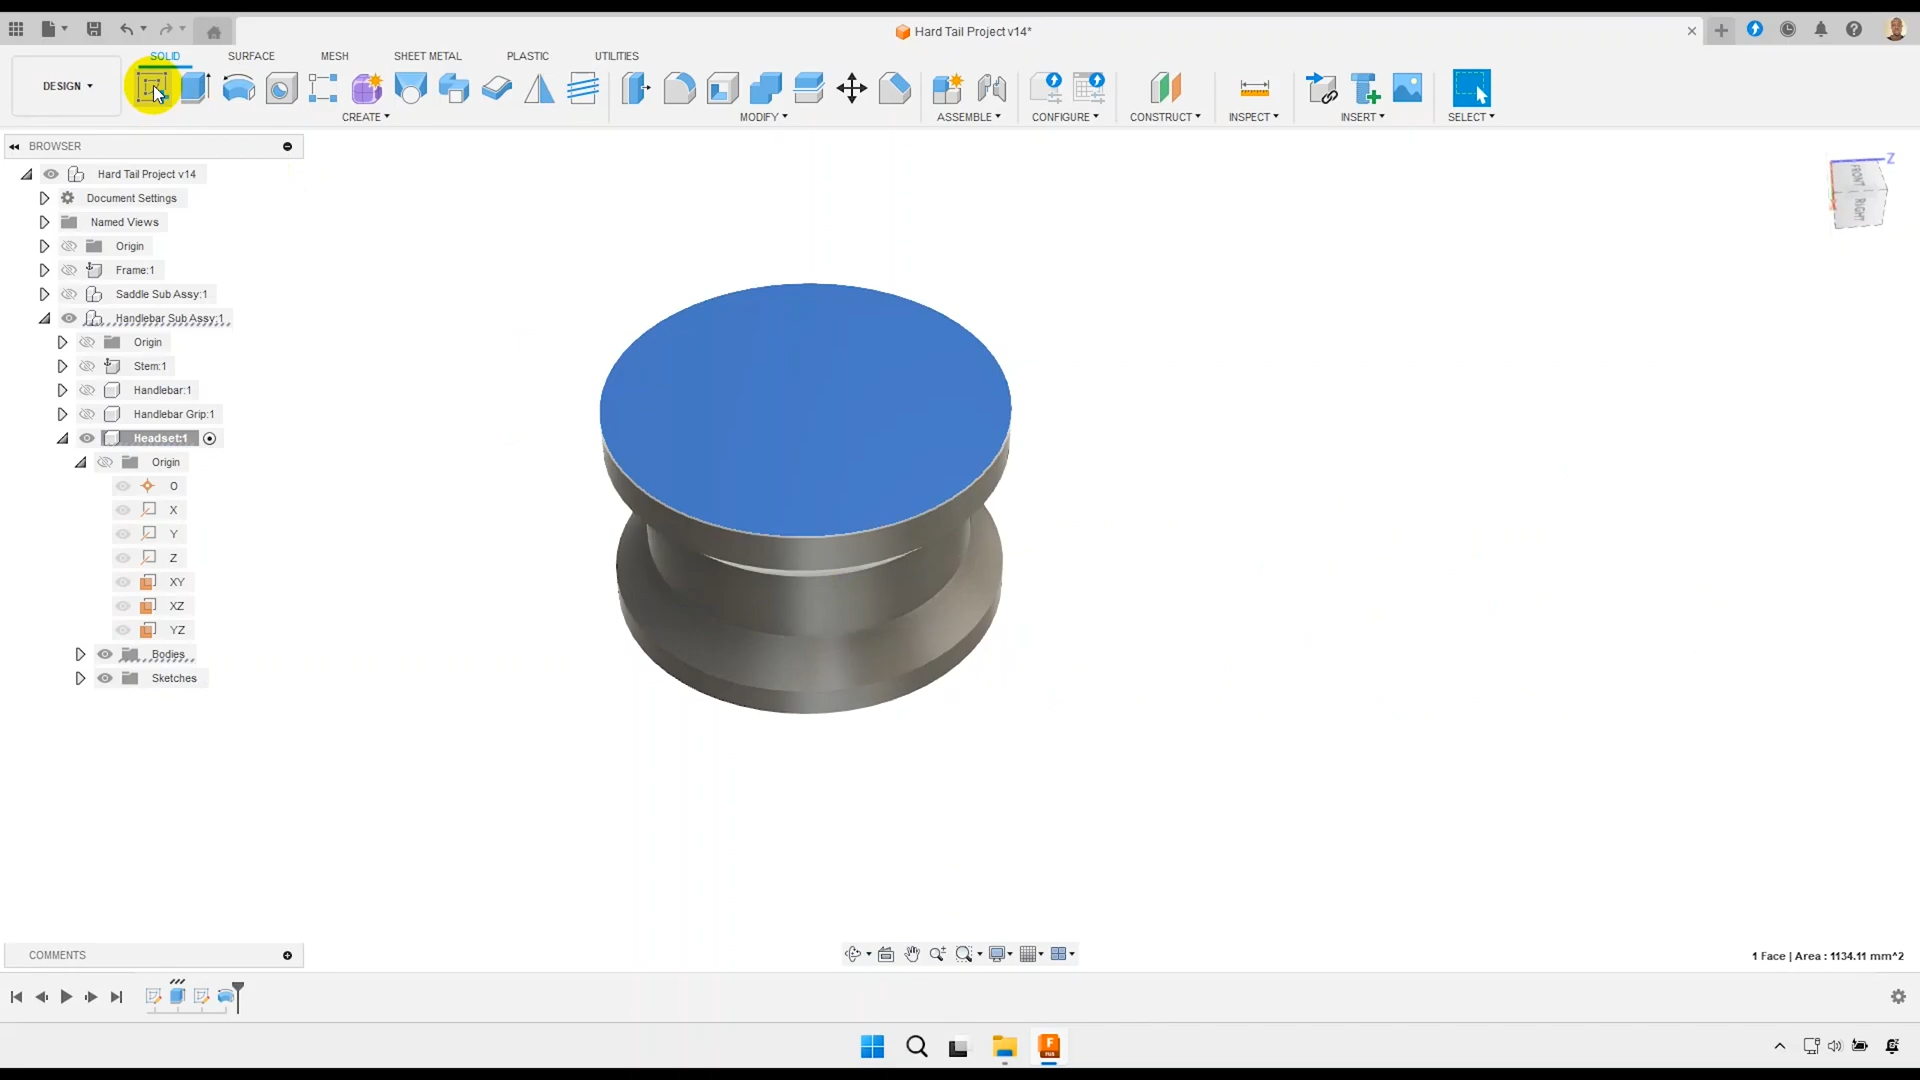 Hard Tail Project v14*
SOLID
SURFACE
MESH
SHEET METAL
PLASTIC
UTILITIES
DESIGN
CREATE
MODIFY
ASSEMBLE
CONFIGURE
CONSTRUCT
INSPECT
INSERT
SELECT
BROWSER
Hard Tail Project v14
Document Settings
Named Views
Origin
Frame:1
Saddle Sub Assy:1
Handlebar Sub Assy:1
Origin
Stem:1
Handlebar:1
Handlebar Grip:1
Headset:1
Origin
O
X
Y
Z
XY
XZ
YZ
Bodies
Sketches
Z
FRONT
RIGHT
COMMENTS
1 Face | Area : 1134.11 mm^2
F